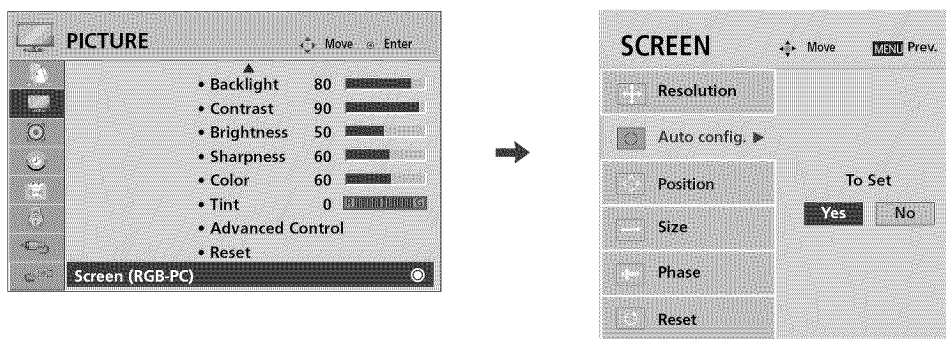 PICTURE
Move Enter
• Backlight 80
• Contrast 90
• Brightness 50
• Sharpness 60
• Color 60
• Tint 0 R G
• Advanced Control
• Reset
Screen (RGB-PC)
SCREEN
Move MENU Prev.
Resolution
Auto config. ▶
Position
Size
Phase
Reset
To Set
Yes No